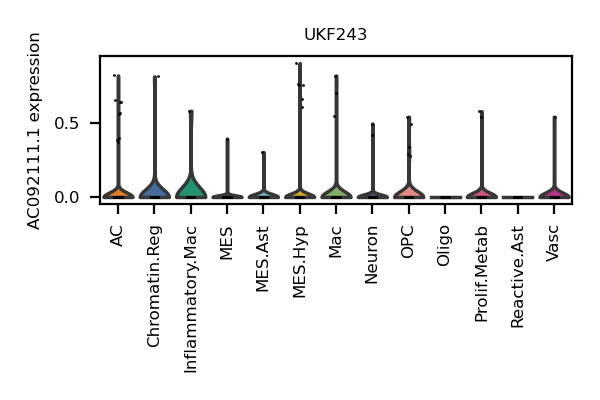 UKF243
AC092111.1 expression
0.5
0.0
AC
Chromatin.Reg
Inflammatory.Mac
MES
MES.Ast
MES.Hyp
Mac
Neuron
OPC
Oligo
Prolif.Metab
Reactive.Ast
Vasc